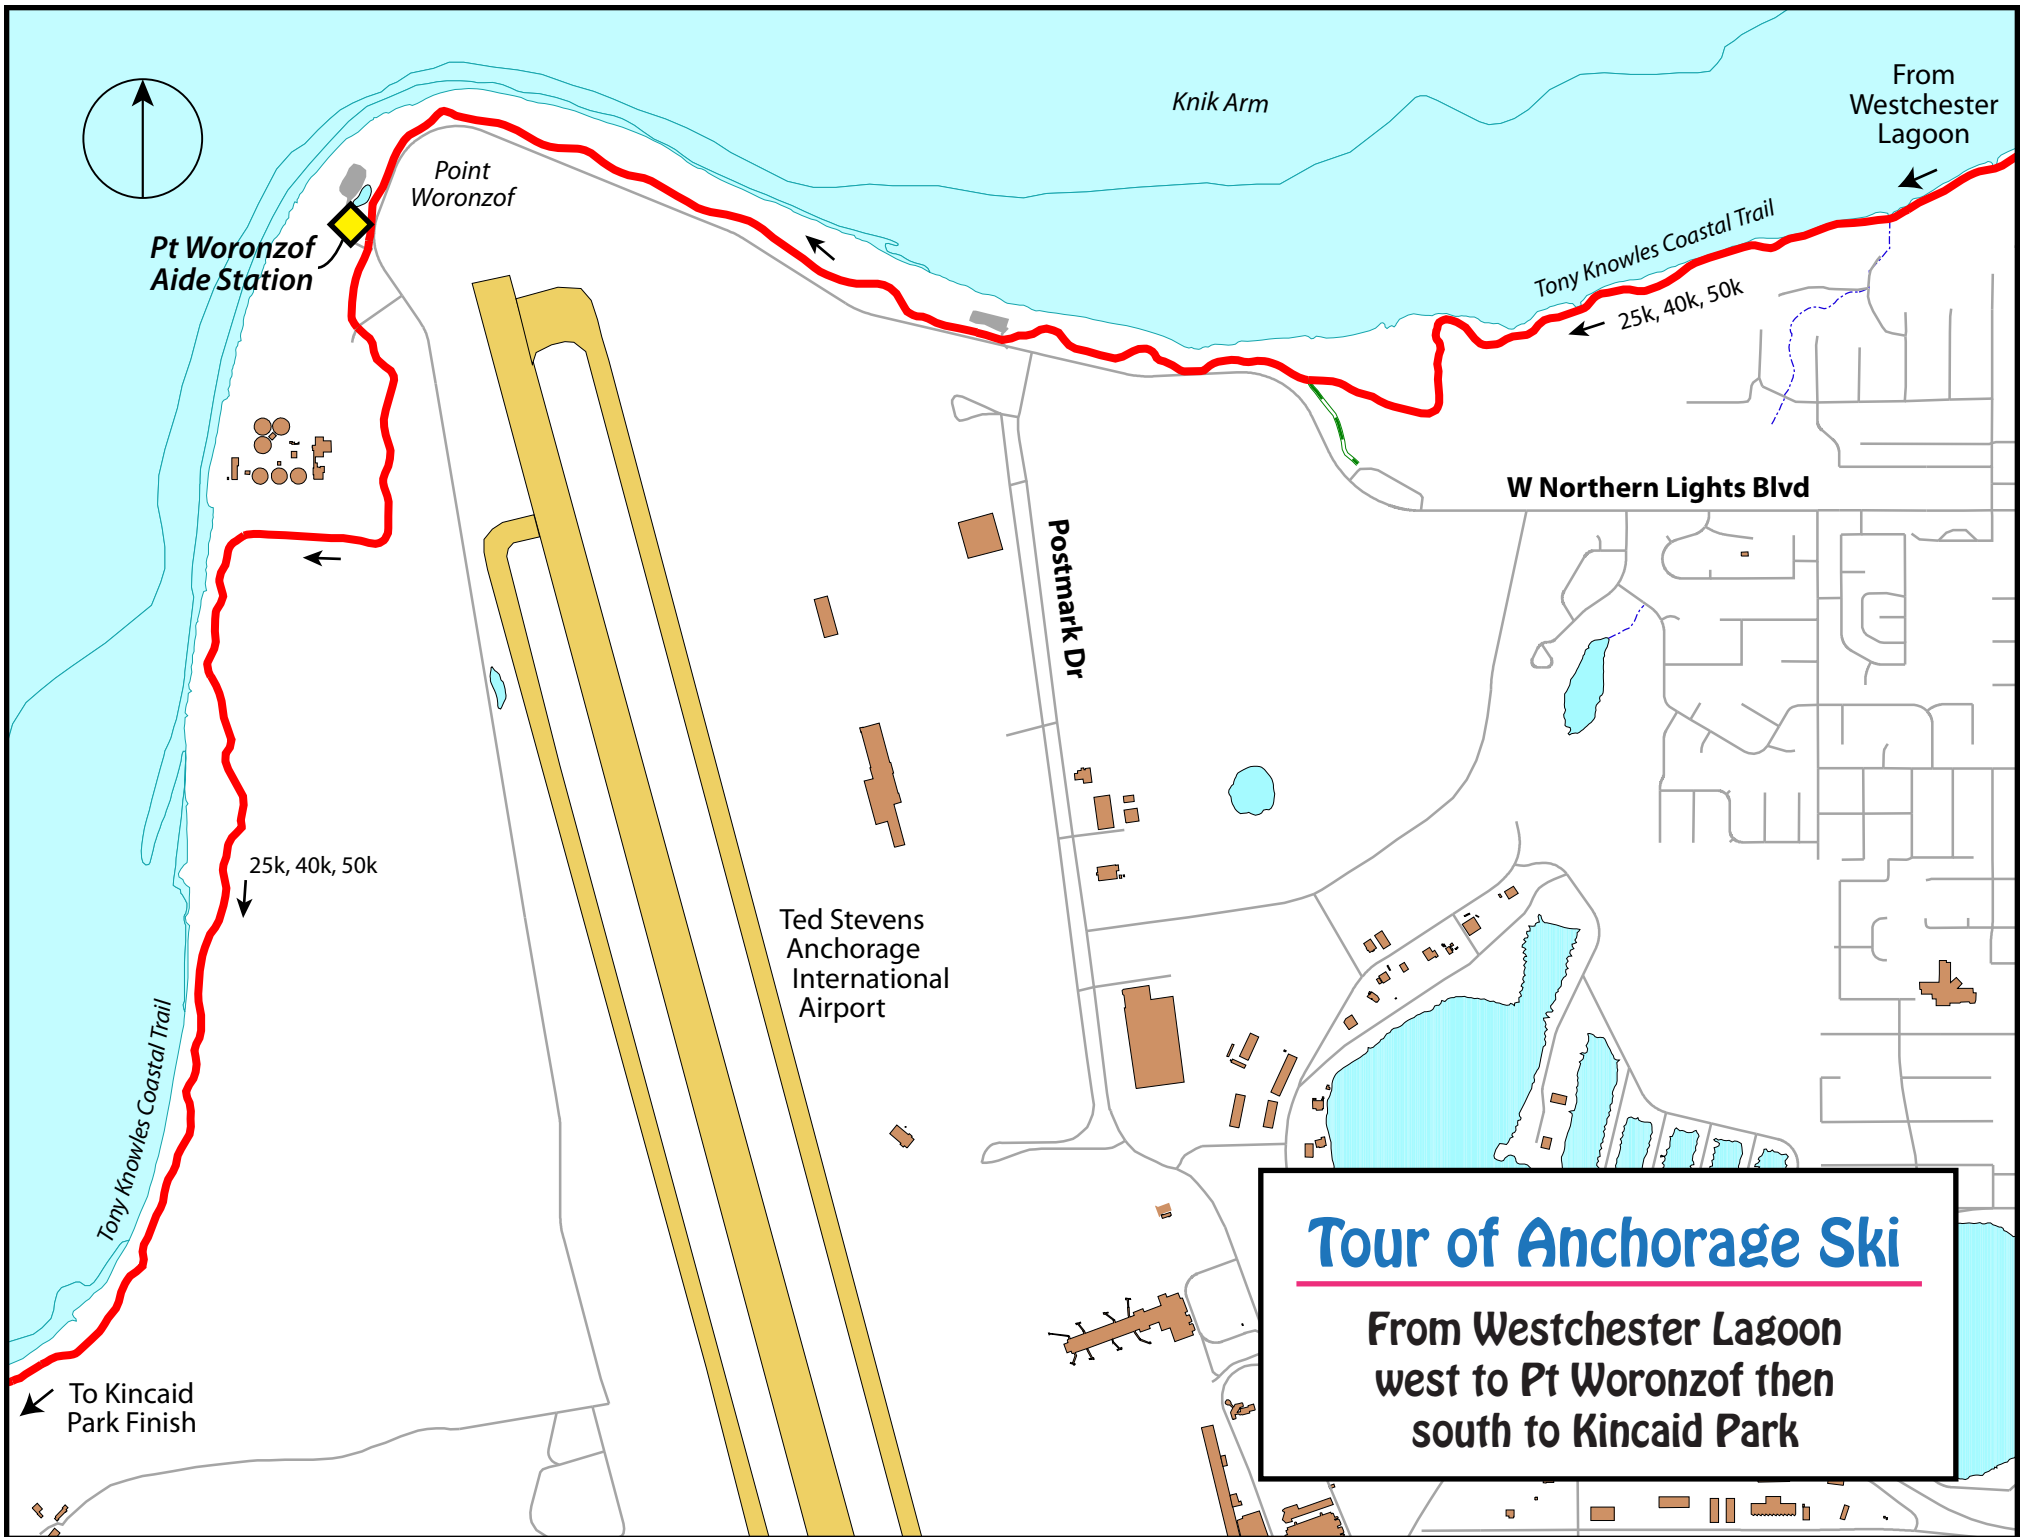 Knik Arm
From
Westchester
Lagoon
Point
Woronzof
Pt Woronzof
Aide Station
Tony Knowles Coastal Trail
25k, 40k, 50k
W Northern Lights Blvd
Postmark Dr
25k, 40k, 50k
Ted Stevens
Anchorage
International
Airport
Tony Knowles Coastal Trail
To Kincaid
Park Finish
Tour of Anchorage Ski
From Westchester Lagoon
west to Pt Woronzof then
south to Kincaid Park